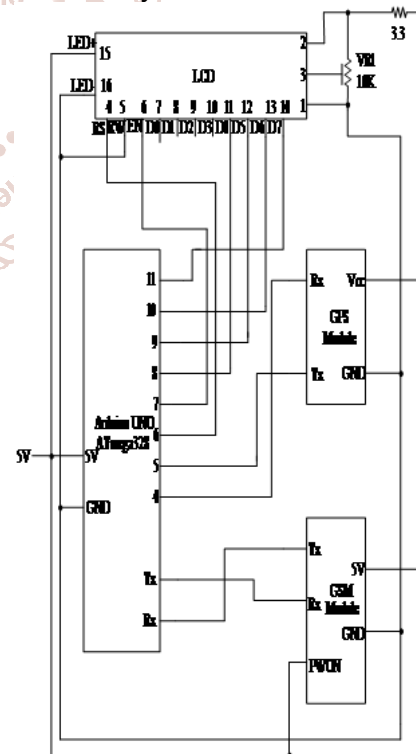 LED+
15
LED-
16
LCD
2
3
1
VR1
10K
3.3
4 5 6 7 8 9 10 11 12 13 14
RS RW EN D0 D1 D2 D3 D4 D5 D6 D7
11
10
9
8
7
6
5
4
Arduino UNO
ATmega328
5V
5V
GND
Tx
Rx
Rx
Vcc
GPS
Module
Tx
GND
Tx
5V
GSM
Module
Rx
GND
PWON